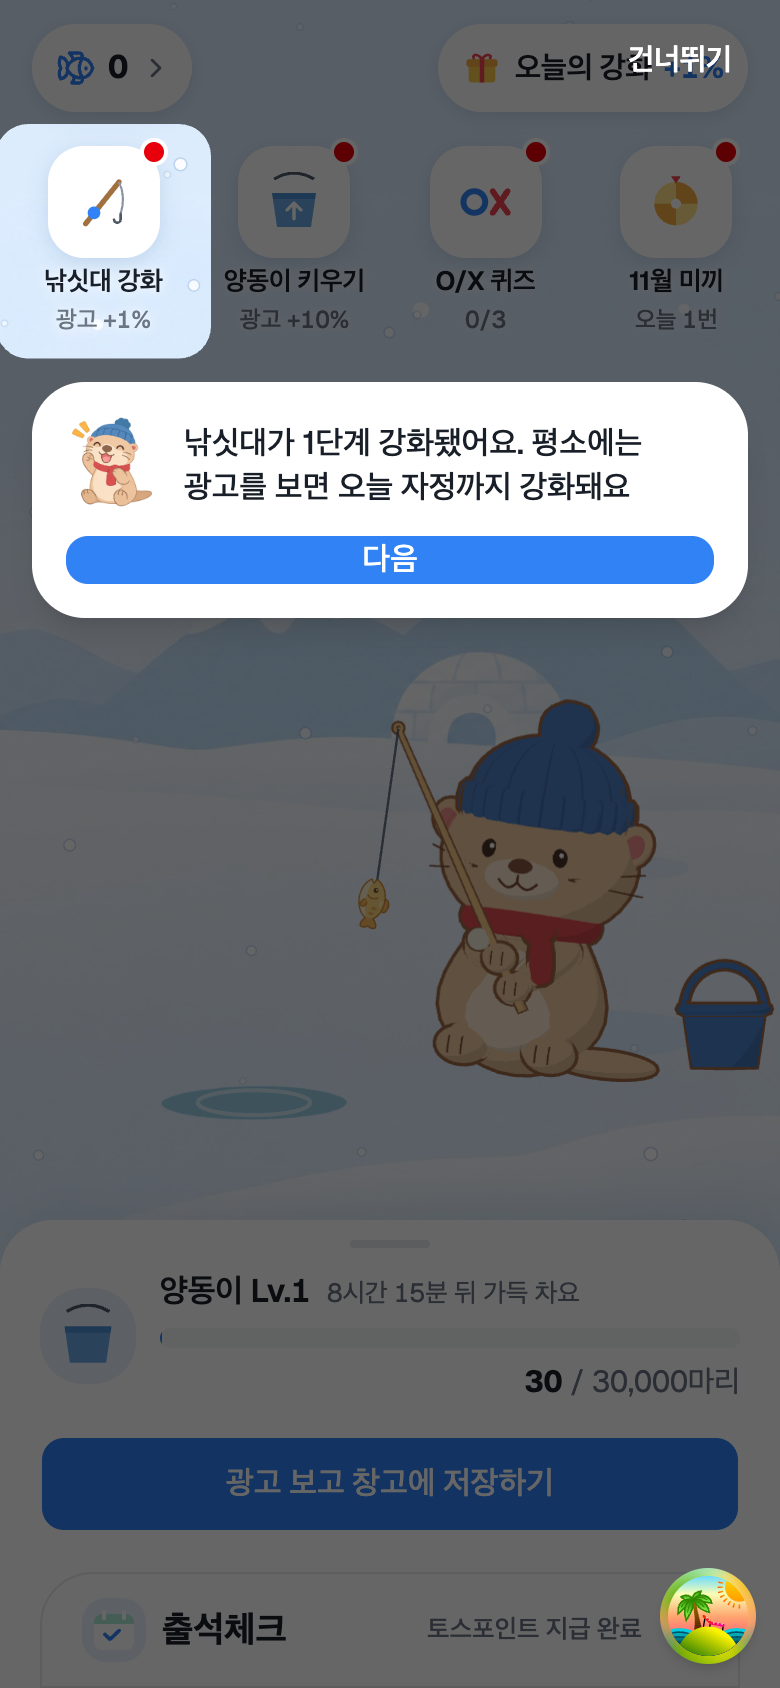 0
오늘의 강화 +1%
건너뛰기
낚싯대 강화
광고 +1%
양동이 키우기
광고 +10%
OX
O/X 퀴즈
0/3
11월 미끼
오늘 1번
낚싯대가 1단계 강화됐어요. 평소에는
광고를 보면 오늘 자정까지 강화돼요
다음
양동이 Lv.1 8시간 15분 뒤 가득 차요
30 / 30,000마리
광고 보고 창고에 저장하기
출석체크
토스포인트 지급 완료